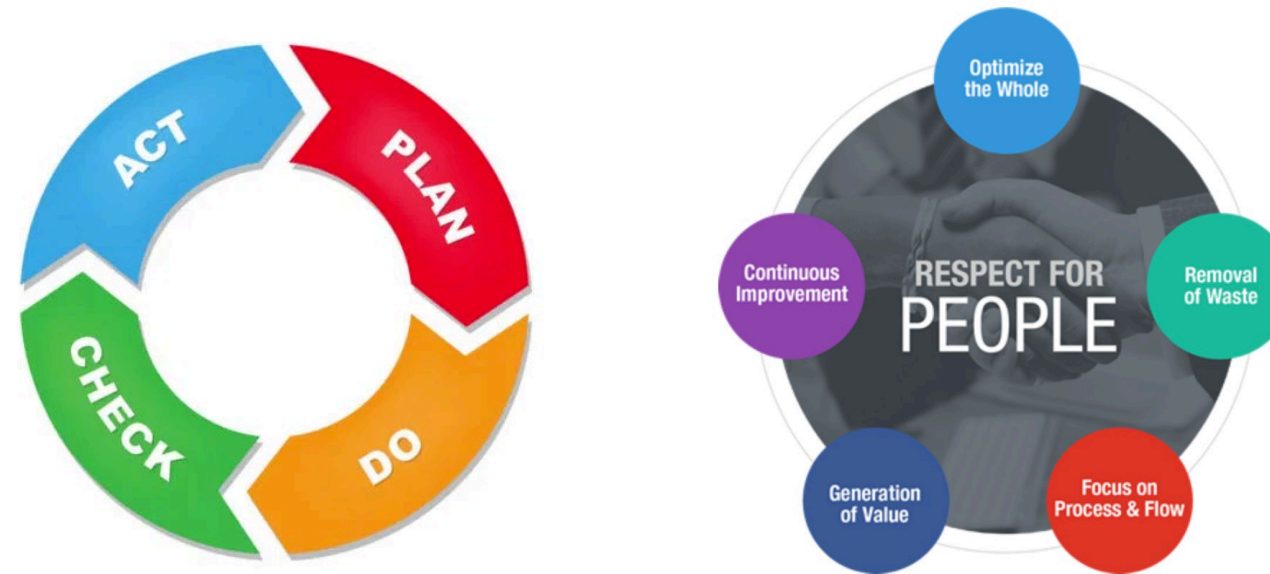 ACT
PLAN
CHECK
DO
Optimize
the Whole
Continuous
Improvement
RESPECT FOR
PEOPLE
Removal
of Waste
Generation
of Value
Focus on
Process & Flow